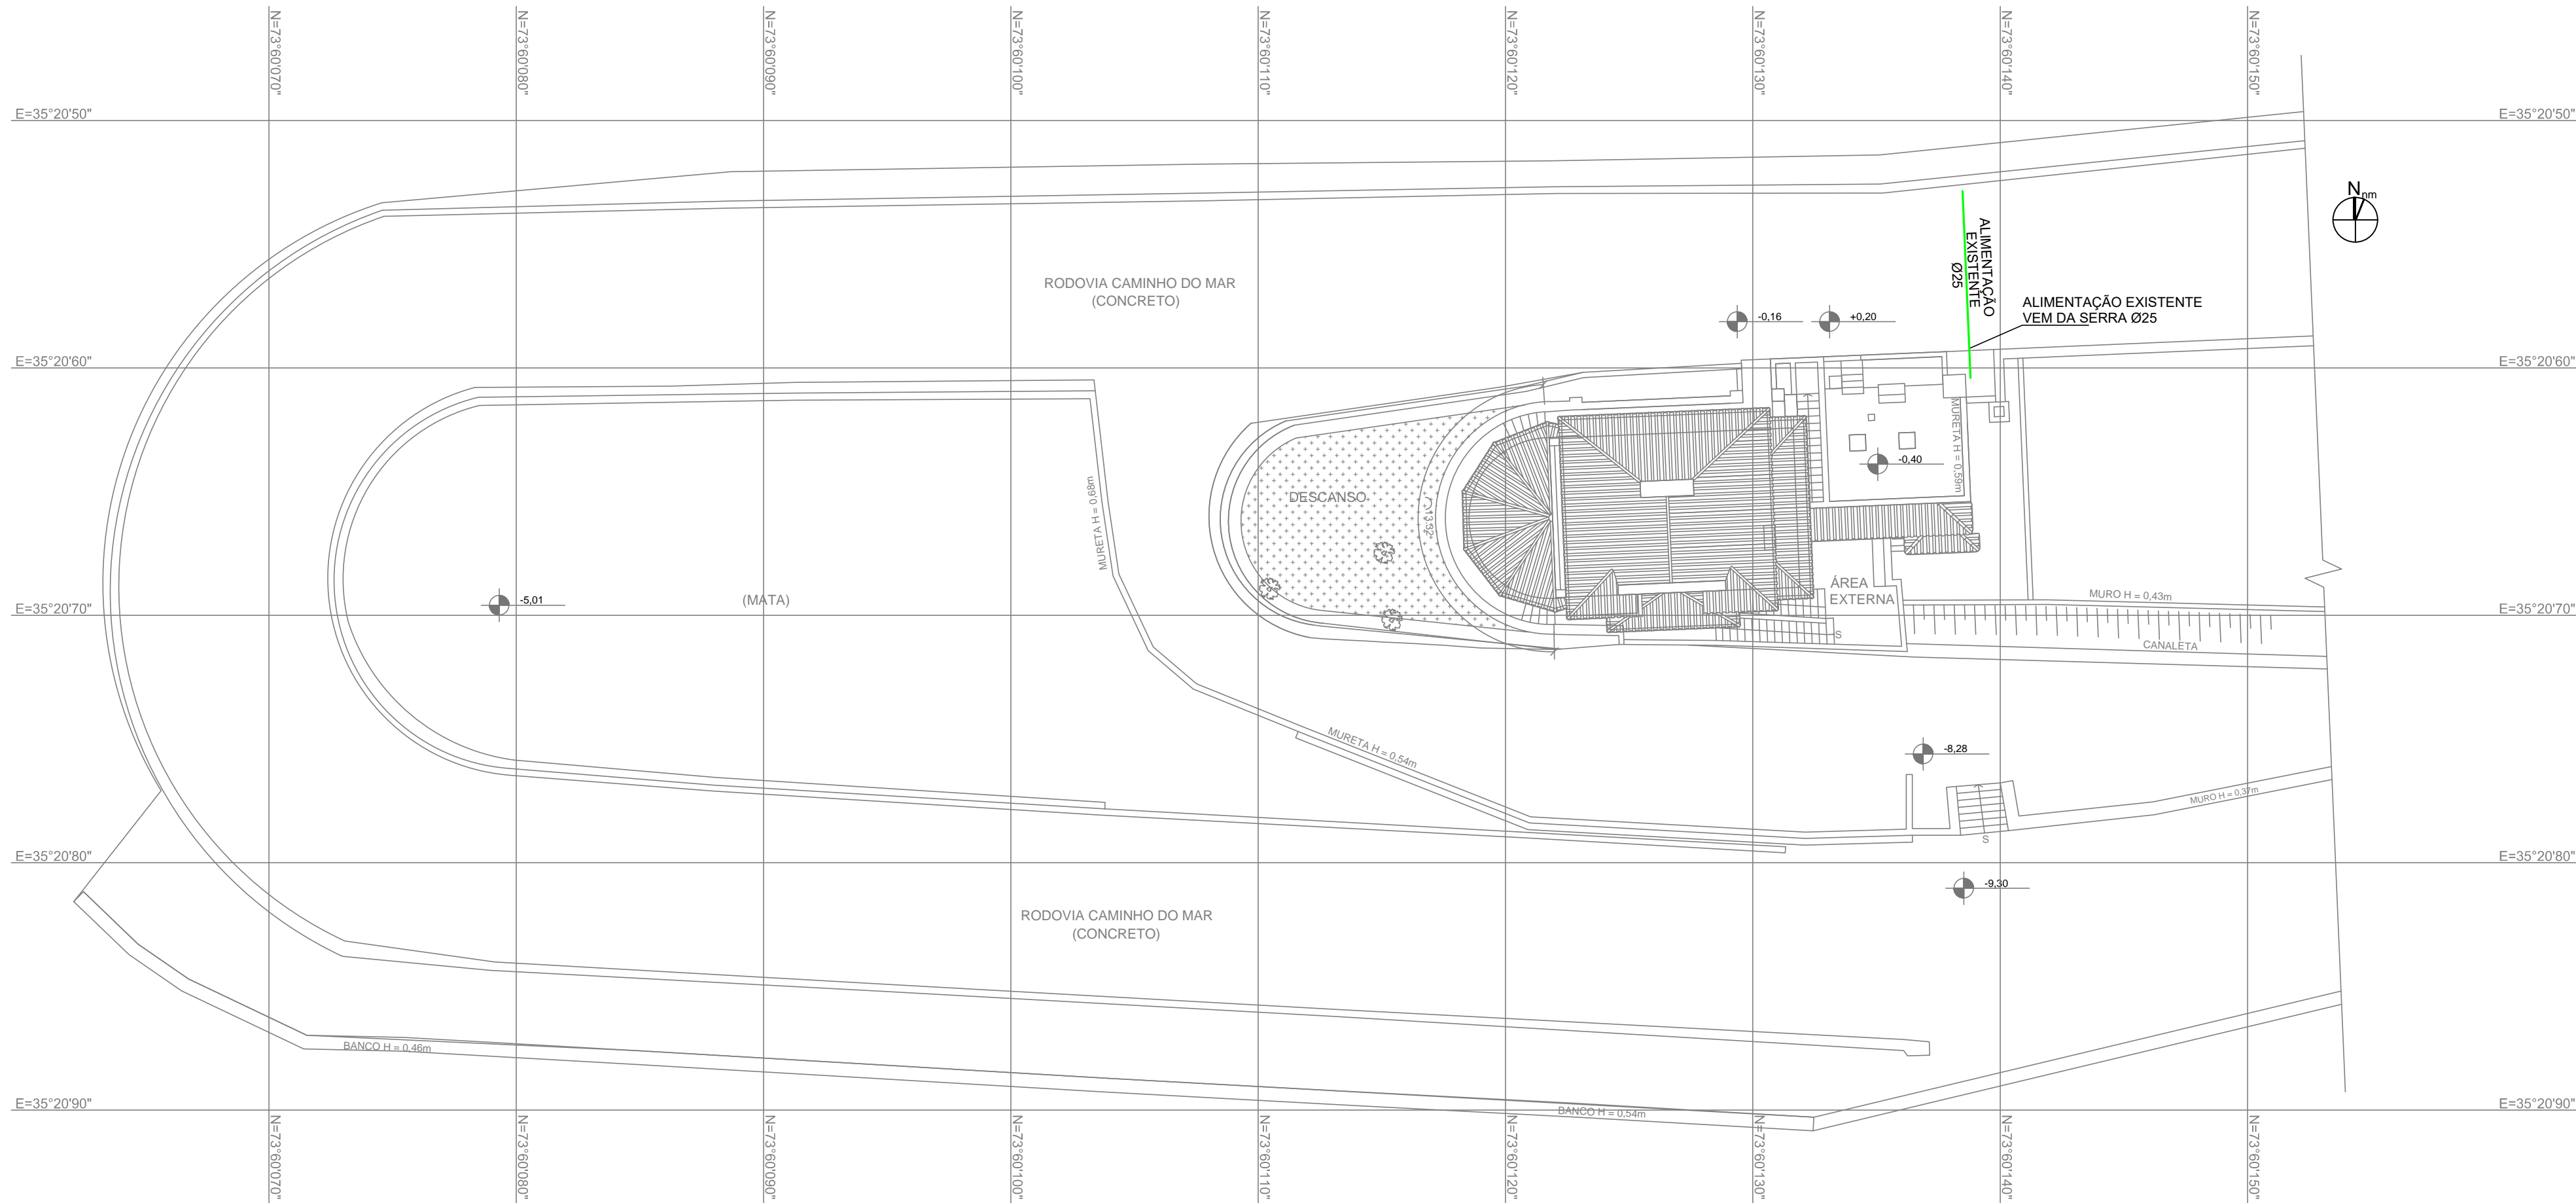 N=73°60'070"
N=73°60'080"
N=73°60'090"
N=73°60'100"
N=73°60'110"
N=73°60'120"
N=73°60'130"
N=73°60'140"
N=73°60'150"
E=35°20'50"
E=35°20'50"
N nm
ALIMENTAÇÃO
EXISTENTE
Ø25
RODOVIA CAMINHO DO MAR
(CONCRETO)
ALIMENTAÇÃO EXISTENTE
VEM DA SERRA Ø25
-0,16
+0,20
E=35°20'60"
E=35°20'60"
MURETA H = 0,59m
-0,40
MURETA H = 0,68m
DESCANSO
13.32
ÁREA
EXTERNA
(MATA)
-5,01
MURO H = 0,43m
E=35°20'70"
E=35°20'70"
S
CANALETA
MURETA H = 0,54m
-8,28
MURO H = 0,37m
S
E=35°20'80"
E=35°20'80"
-9,30
RODOVIA CAMINHO DO MAR
(CONCRETO)
BANCO H = 0,46m
E=35°20'90"
E=35°20'90"
BANCO H = 0,54m
N=73°60'070"
N=73°60'080"
N=73°60'090"
N=73°60'100"
N=73°60'110"
N=73°60'120"
N=73°60'130"
N=73°60'140"
N=73°60'150"